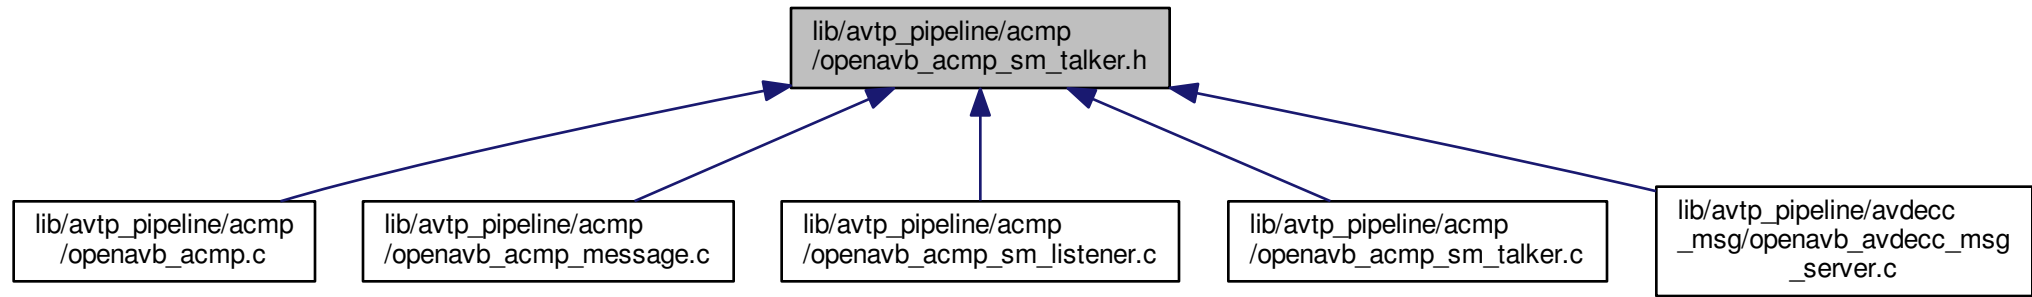 lib/avtp_pipeline/acmp
/openavb_acmp_sm_talker.h
lib/avtp_pipeline/acmp
/openavb_acmp.c
lib/avtp_pipeline/acmp
/openavb_acmp_message.c
lib/avtp_pipeline/acmp
/openavb_acmp_sm_listener.c
lib/avtp_pipeline/acmp
/openavb_acmp_sm_talker.c
lib/avtp_pipeline/avdecc
_msg/openavb_avdecc_msg
_server.c